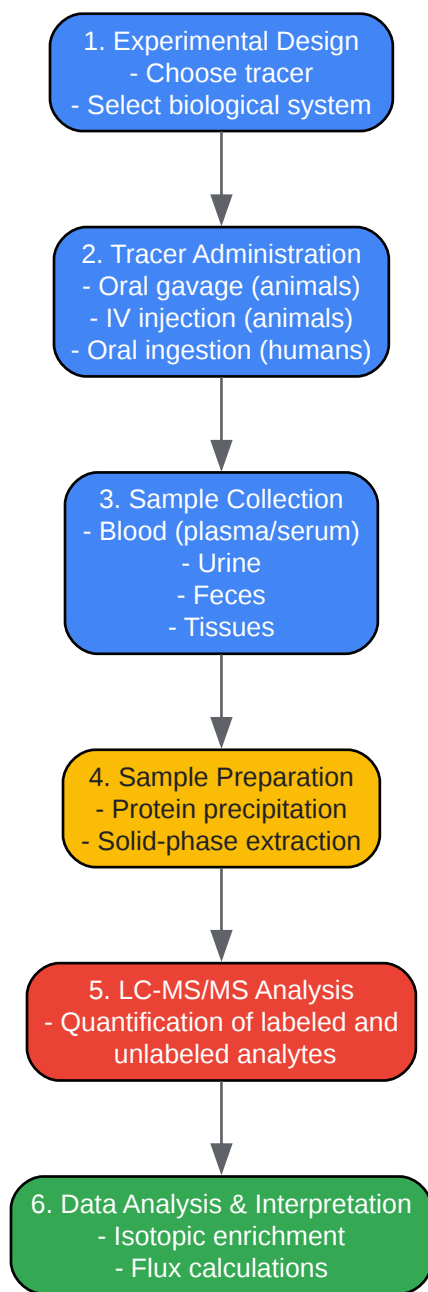 1. Experimental Design
- Choose tracer
- Select biological system
2. Tracer Administration
- Oral gavage (animals)
- IV injection (animals)
- Oral ingestion (humans)
3. Sample Collection
- Blood (plasma/serum)
- Urine
- Feces
- Tissues
4. Sample Preparation
- Protein precipitation
- Solid-phase extraction
5. LC-MS/MS Analysis
- Quantification of labeled and
unlabeled analytes
6. Data Analysis & Interpretation
- Isotopic enrichment
- Flux calculations